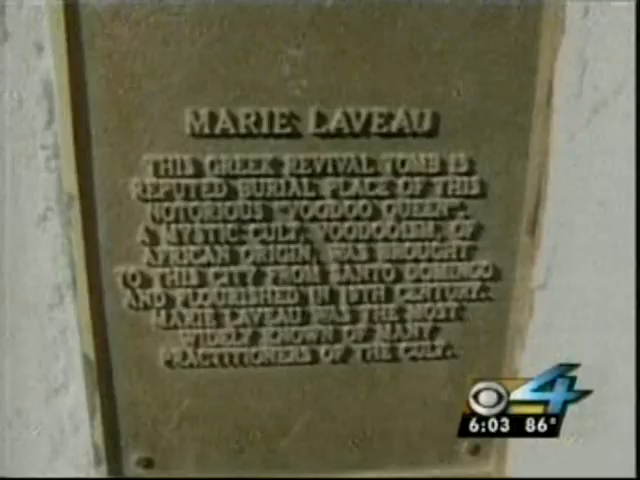 MARIE LAVEAU
THIS GREEK REVIVAL TOMB IS
REPUTED BURIAL PLACE OF THIS
NOTORIOUS "VOODOO QUEEN".
A MYSTIC CULT, VOODOOISM, OF
AFRICAN ORIGIN, WAS BROUGHT
TO THIS CITY FROM SANTO DOMINGO
AND FLOURISHED IN 19TH CENTURY.
MARIE LAVEAU WAS THE MOST
WIDELY KNOWN OF MANY
PRACTITIONERS OF THE CULT.
4
6:03 86°